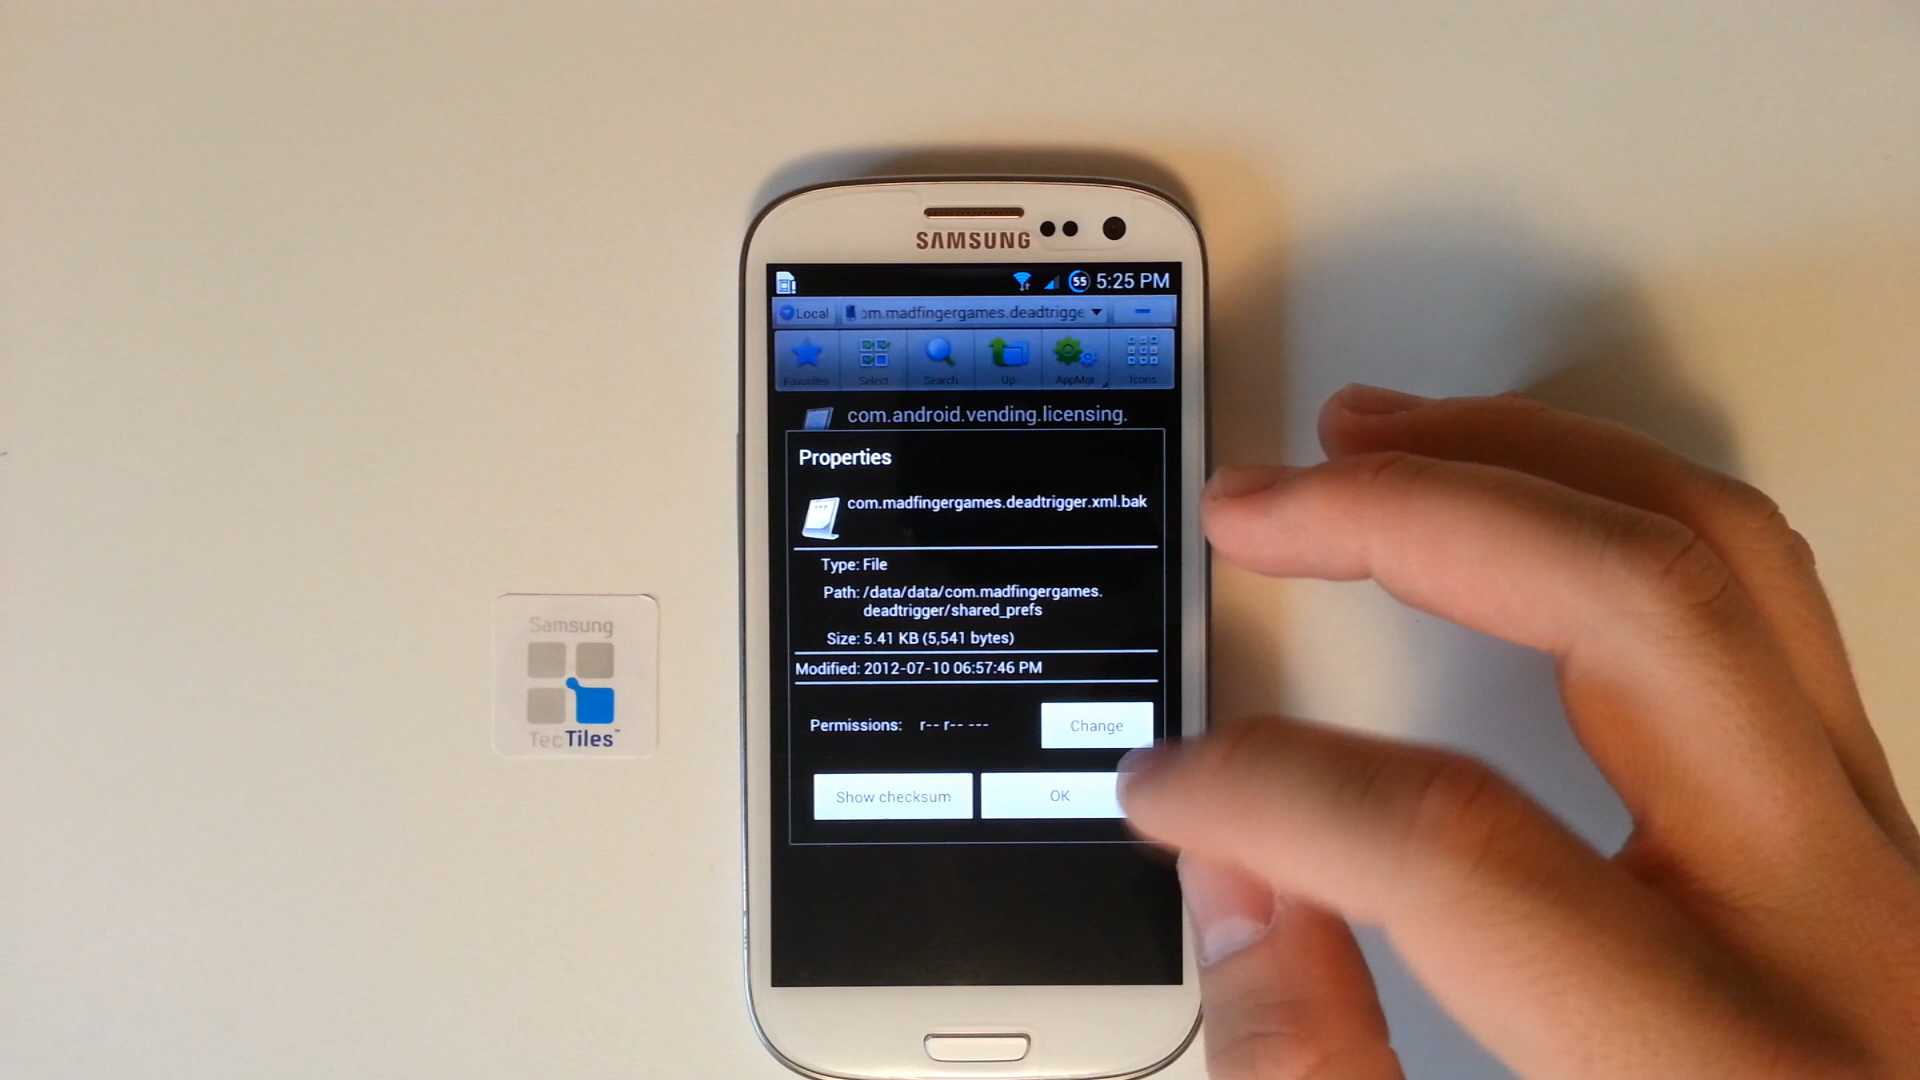 SAMSUNG
55 5:25 PM
Local om.madfingergames.deadtrigge
Favorites Select Search Up AppMgr Icons
com.android.vending.licensing.
Properties
com.madfingergames.deadtrigger.xml.bak
Type: File
Path: /data/data/com.madfingergames.
deadtrigger/shared_prefs
Size: 5.41 KB (5,541 bytes)
Modified: 2012-07-10 06:57:46 PM
Permissions: r-- r-- --- Change
Show checksum OK
Samsung
TecTiles™